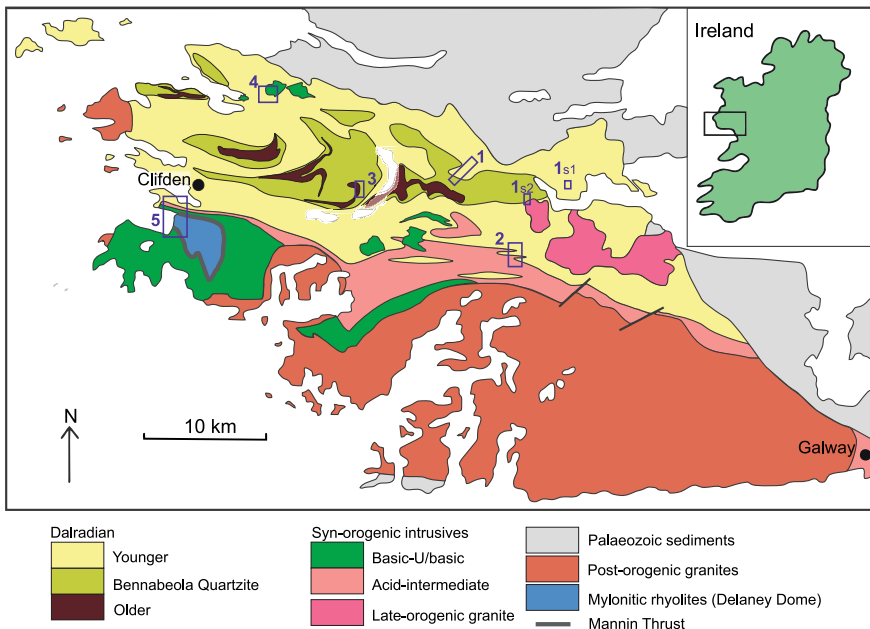 Ireland
4
1
1s1
Clifden
3
1s2
5
2
N
10 km
Galway
Dalradian
Younger
Bennabeola Quartzite
Older
Syn-orogenic intrusives
Basic-U/basic
Acid-intermediate
Late-orogenic granite
Palaeozoic sediments
Post-orogenic granites
Mylonitic rhyolites (Delaney Dome)
Mannin Thrust